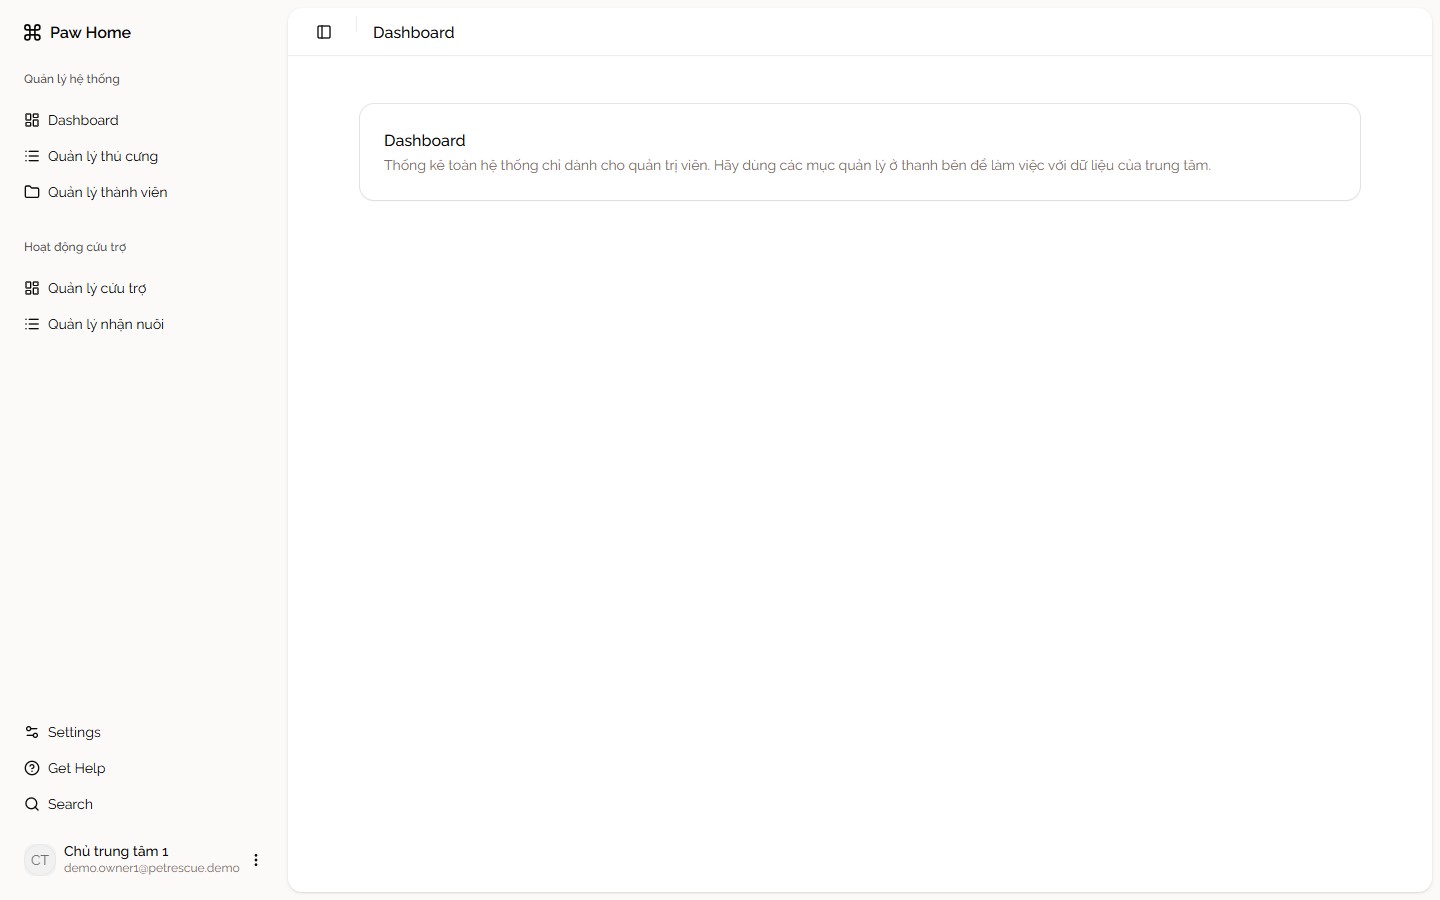 Paw Home
Quản lý hệ thống
Dashboard
Quản lý thú cưng
Quản lý thành viên
Hoạt động cứu trợ
Quản lý cứu trợ
Quản lý nhận nuôi
Settings
Get Help
Search
CT
Chủ trung tâm 1
demo.owner1@petrescue.demo
Dashboard
Dashboard
Thống kê toàn hệ thống chỉ dành cho quản trị viên. Hãy dùng các mục quản lý ở thanh bên để làm việc với dữ liệu của trung tâm.